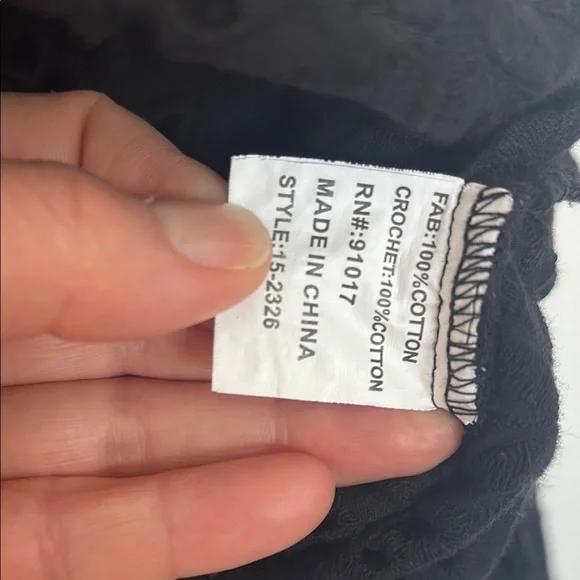 FAB:100%COTTON
CROCHET:100%COTTON
RN#:91017
MADE IN CHINA
STYLE:15-2326